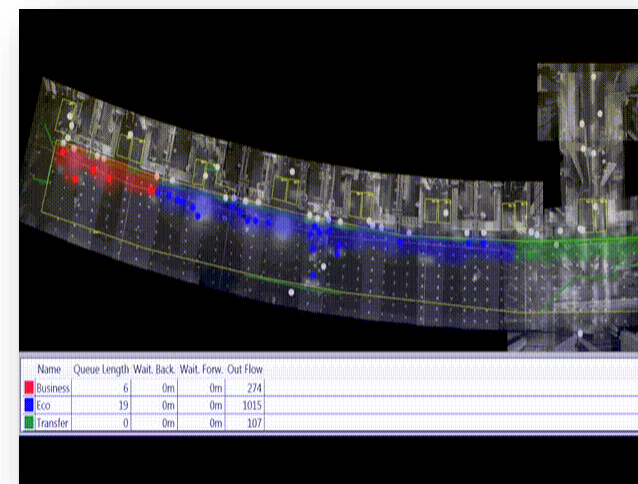 Name Queue Length Wait. Back. Wait. Forw. Out Flow
Business 6 0m 0m 274
Eco 19 0m 0m 1015
Transfer 0 0m 0m 107